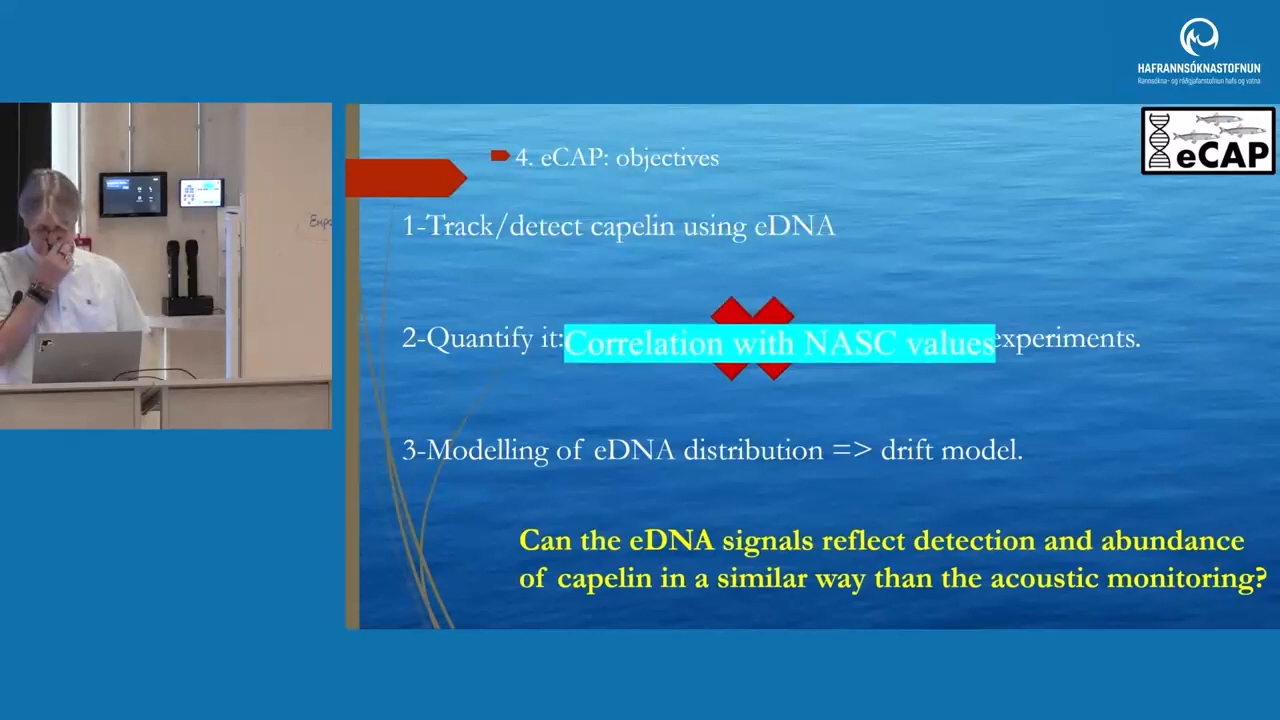 HAFRANNSÓKNASTOFNUN
Rannsókna- og ráðgjafarstofnun hafs og vatna
eCAP
4. eCAP: objectives
1-Track/detect capelin using eDNA
2-Quantify it: Correlation with NASC values experiments.
3-Modelling of eDNA distribution => drift model.
Can the eDNA signals reflect detection and abundance
of capelin in a similar way than the acoustic monitoring?